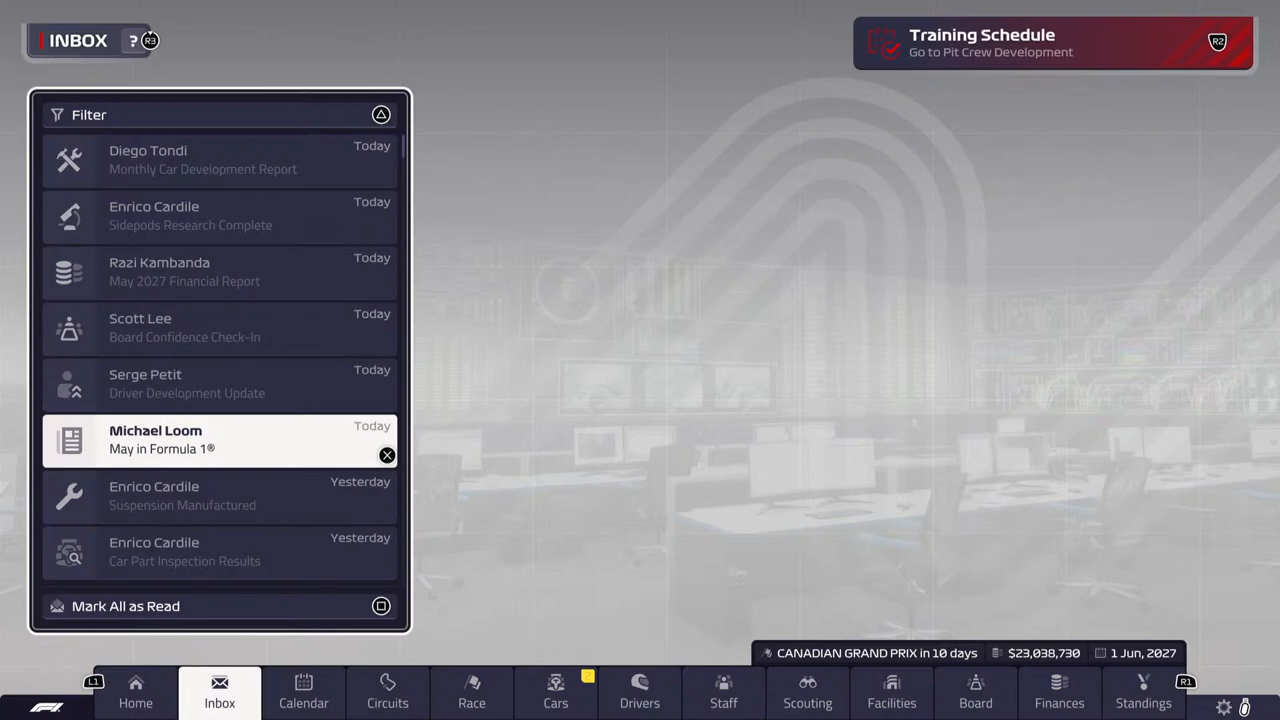 INBOX
?
R3
Training Schedule
Go to Pit Crew Development
R2
Filter
Diego Tondi
Today
Monthly Car Development Report
Enrico Cardile
Today
Sidepods Research Complete
Razi Kambanda
Today
May 2027 Financial Report
Scott Lee
Today
Board Confidence Check-In
Serge Petit
Today
Driver Development Update
Michael Loom
Today
May in Formula 1®
Enrico Cardile
Yesterday
Suspension Manufactured
Enrico Cardile
Yesterday
Car Part Inspection Results
Mark All as Read
CANADIAN GRAND PRIX in 10 days
$23,038,730
1 Jun, 2027
L1
Home
Inbox
Calendar
Circuits
Race
Cars
Drivers
Staff
Scouting
Facilities
Board
Finances
Standings
R1